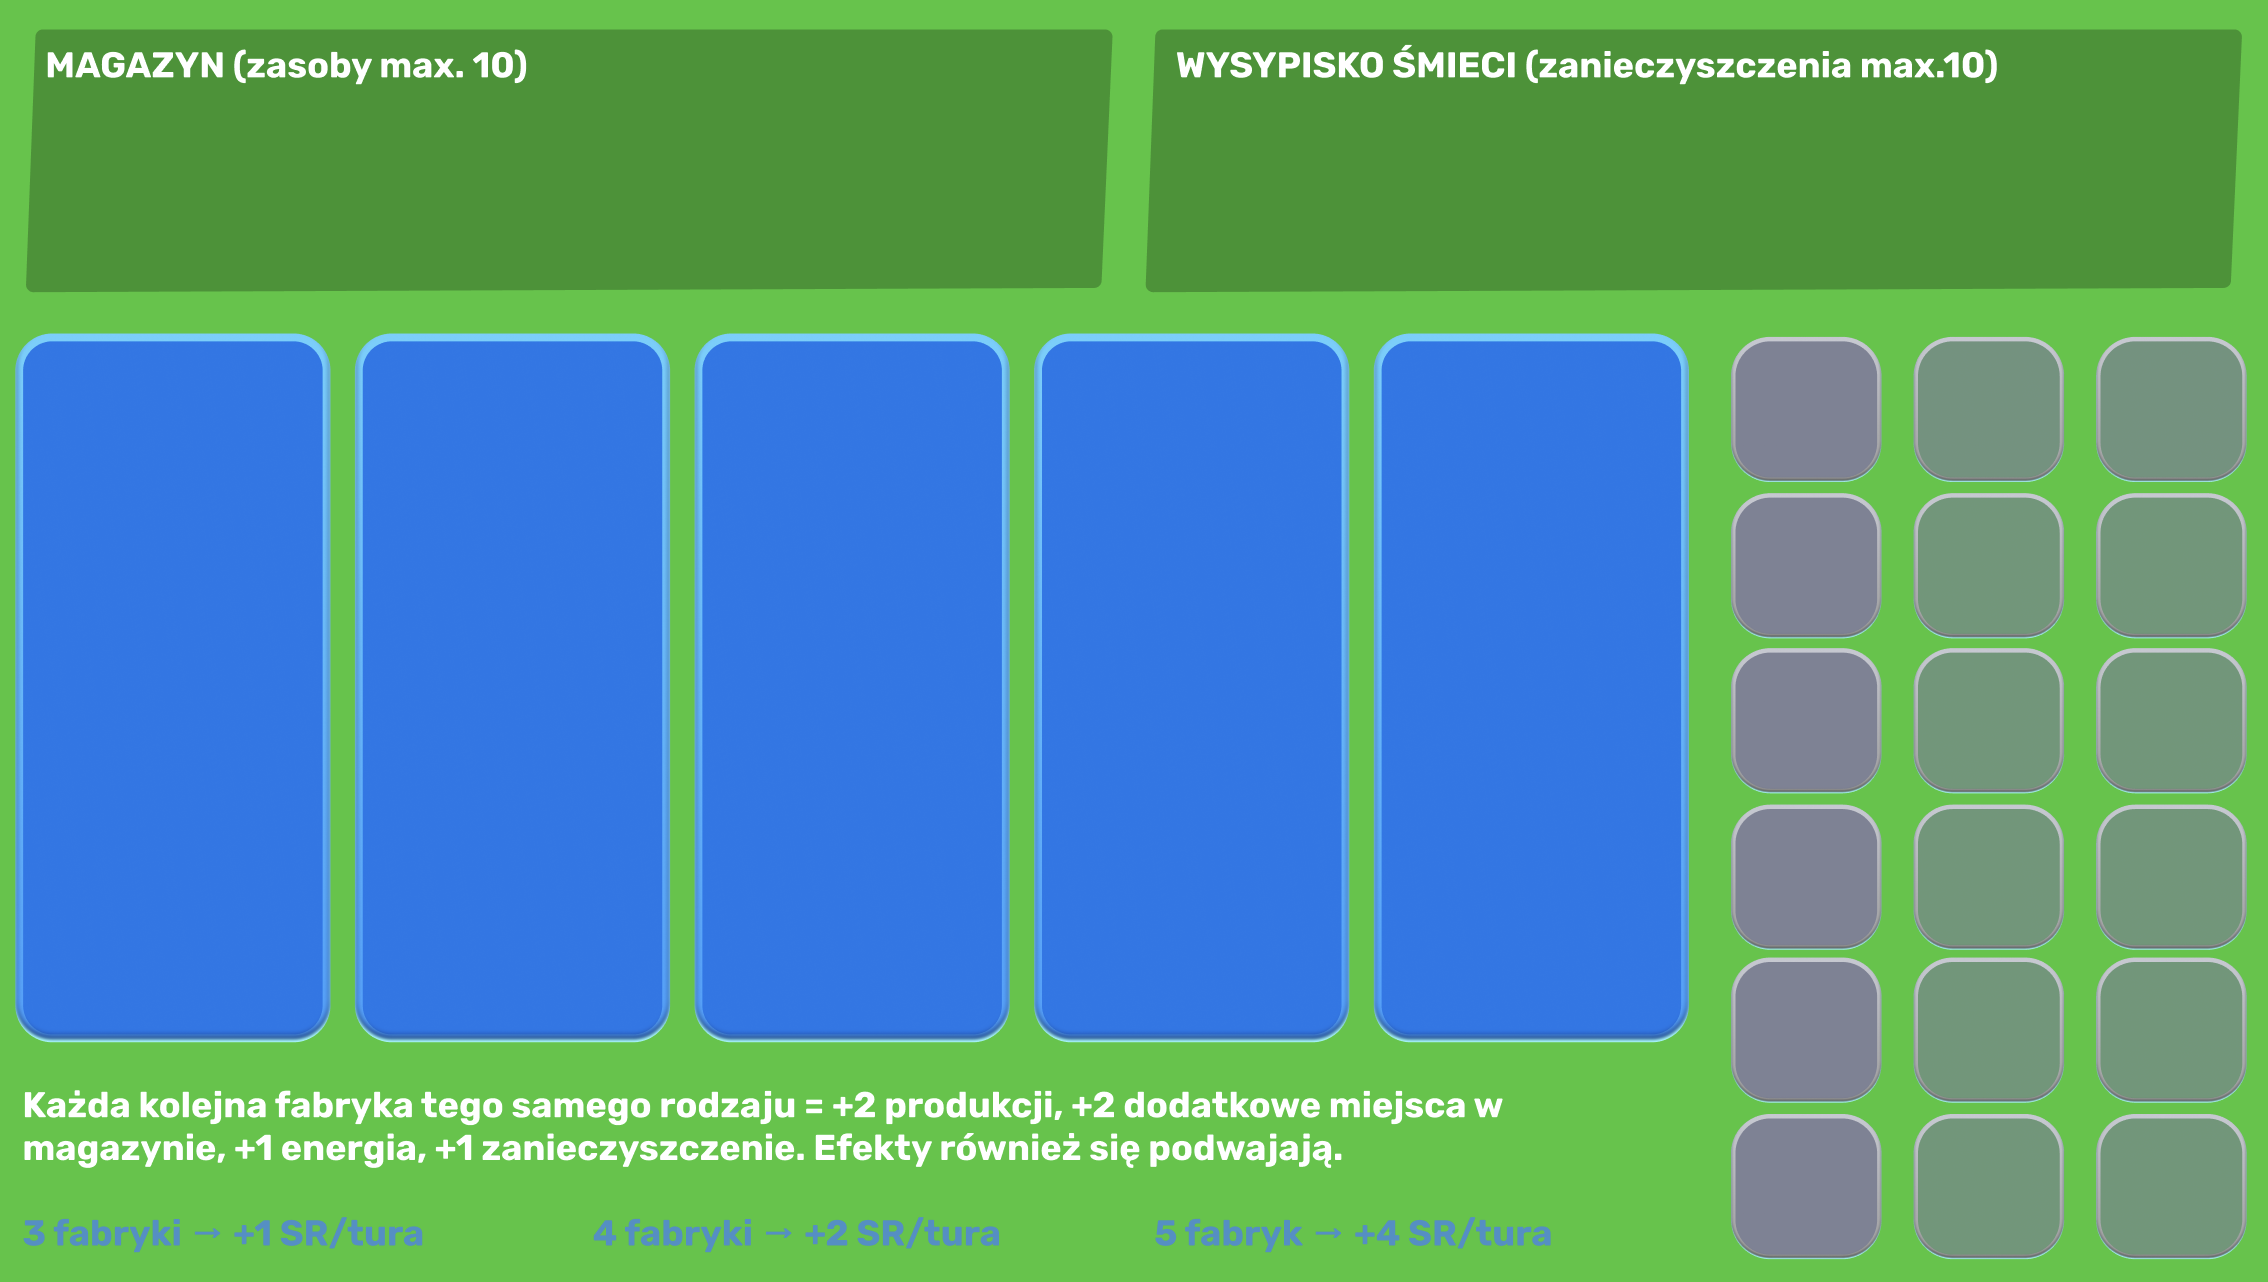 MAGAZYN (zasoby max. 10)
WYSYPISKO ŚMIECI (zanieczyszczenia max.10)
Każda kolejna fabryka tego samego rodzaju = +2 produkcji, +2 dodatkowe miejsca w
magazynie, +1 energia, +1 zanieczyszczenie. Efekty również się podwajają.
3 fabryki → +1 SR/tura
4 fabryki → +2 SR/tura
5 fabryk → +4 SR/tura